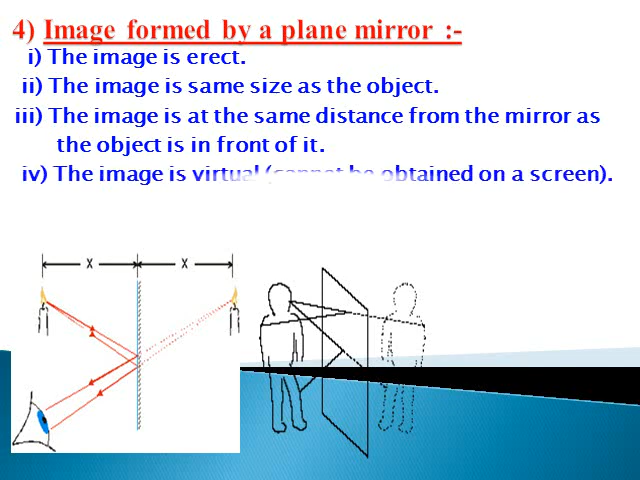 4) Image formed by a plane mirror :-
i) The image is erect.
ii) The image is same size as the object.
iii) The image is at the same distance from the mirror as
the object is in front of it.
iv) The image is virtual (cannot be obtained on a screen).
x x